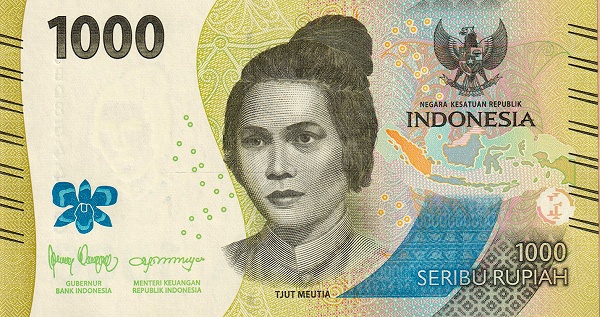 1000
NEGARA KESATUAN REPUBLIK
INDONESIA
GUBERNUR
BANK INDONESIA
MENTERI KEUANGAN
REPUBLIK INDONESIA
TJUT MEUTIA
1000
SERIBU RUPIAH